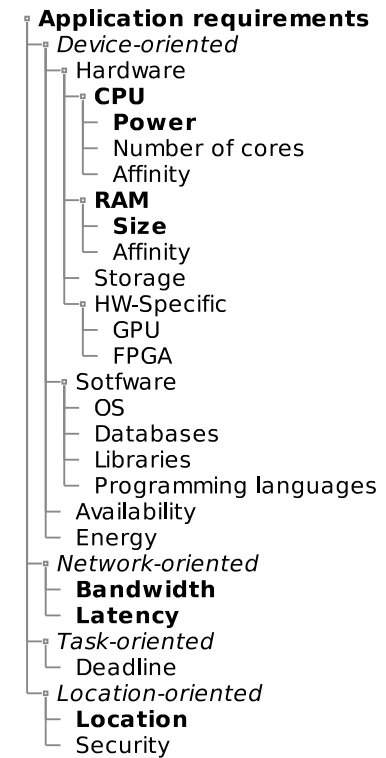 Application requirements
Device-oriented
Hardware
CPU
Power
Number of cores
Affinity
RAM
Size
Affinity
Storage
HW-Specific
GPU
FPGA
Sotfware
OS
Databases
Libraries
Programming languages
Availability
Energy
Network-oriented
Bandwidth
Latency
Task-oriented
Deadline
Location-oriented
Location
Security